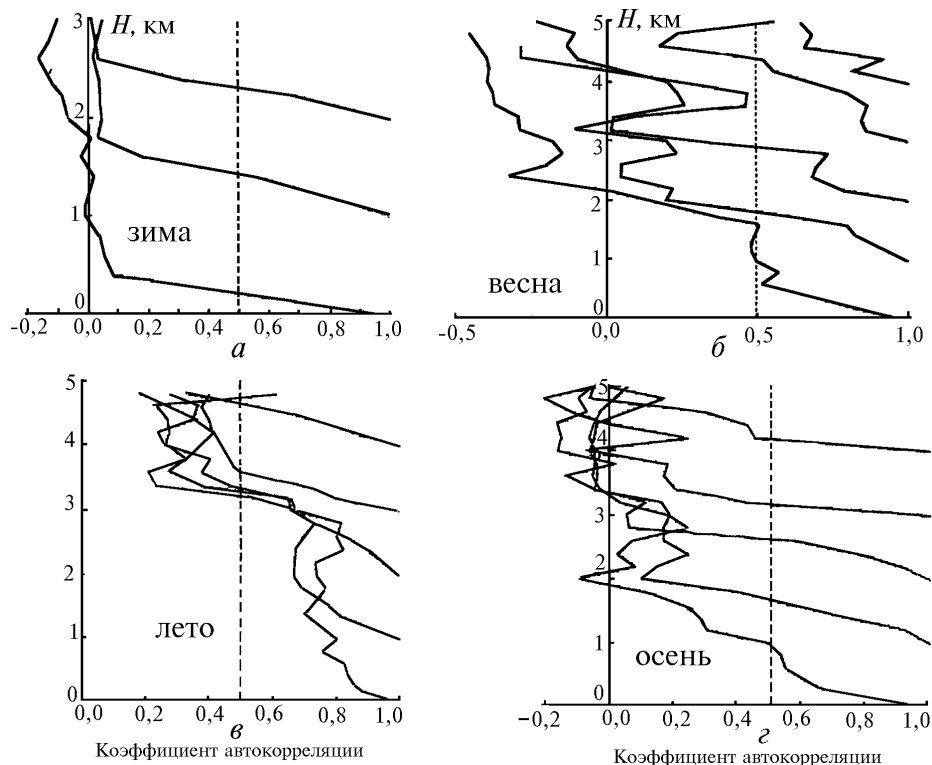 3
H, км
2
1
зима
0
-0,2 0,0 0,2 0,4 0,6 0,8 1,0
а
5
H, км
4
3
2
1
весна
0
-0,5 0,0 0,5 1,0
б
5
4
3
2
1
лето
0
0,0 0,2 0,4 0,6 0,8 1,0
в
Коэффициент автокорреляции
5
4
3
2
1
осень
0
−0,2 0,0 0,2 0,4 0,6 0,8 1,0
г
Коэффициент автокорреляции